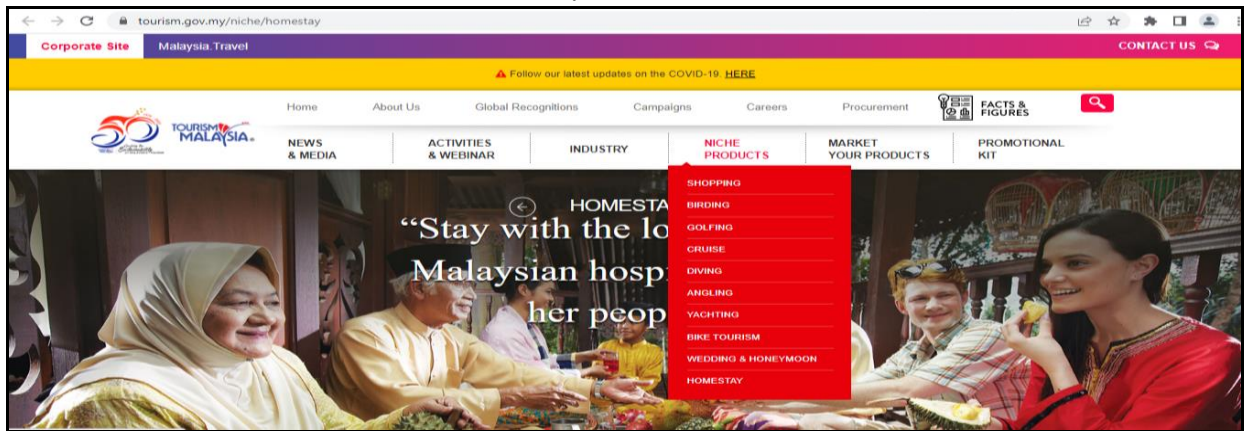 tourism.gov.my/niche/homestay
Corporate Site Malaysia.Travel CONTACT US
Follow our latest updates on the COVID-19. HERE
Home About Us Global Recognitions Campaigns Careers Procurement FACTS & FIGURES
50 TOURISM MALAYSIA
NEWS & MEDIA ACTIVITIES & WEBINAR INDUSTRY NICHE PRODUCTS MARKET YOUR PRODUCTS PROMOTIONAL KIT
SHOPPING
BIRDING
GOLFING
CRUISE
DIVING
ANGLING
YACHTING
BIKE TOURISM
WEDDING & HONEYMOON
HOMESTAY
HOMESTA
“Stay with the lo
Malaysian hosp
her peop